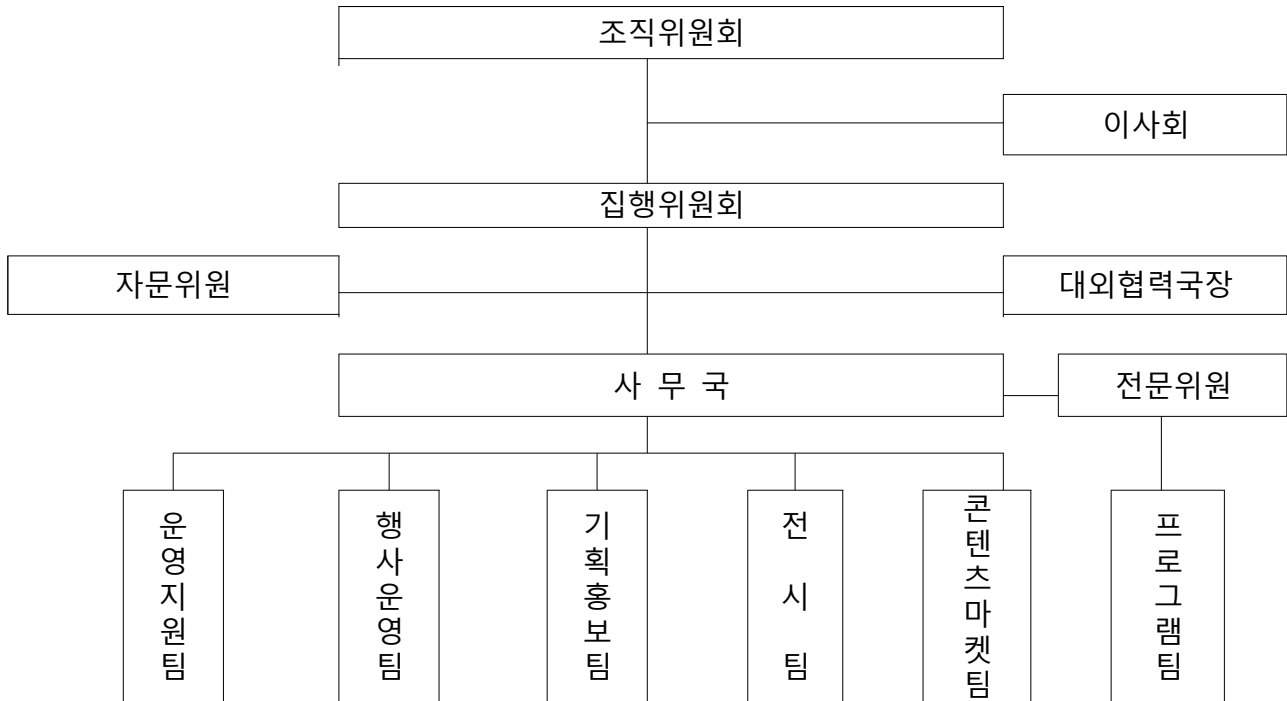 조직위원회
이사회
집행위원회
자문위원
대외협력국장
사 무 국
전문위원
운영지원팀
행사운영팀
기획홍보팀
전 시 팀
콘텐츠마켓팀
프로그램팀